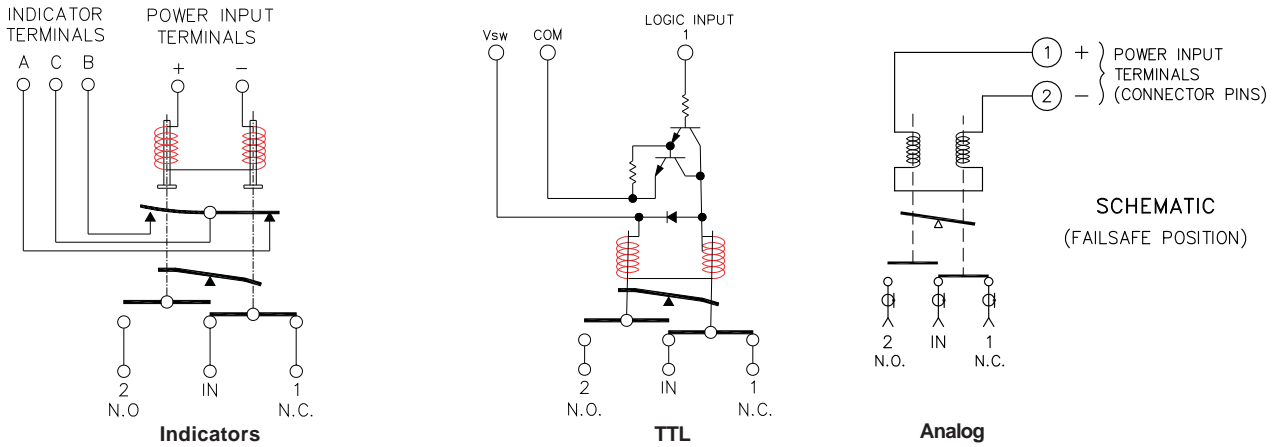 INDICATOR
TERMINALS
A C B
POWER INPUT
TERMINALS
+ −
2
N.O
IN
1
N.C.
Indicators
Vsw
COM
LOGIC INPUT
1
2
N.O.
IN
1
N.C.
TTL
1 +
2 −
POWER INPUT
TERMINALS
(CONNECTOR PINS)
SCHEMATIC
(FAILSAFE POSITION)
2
N.O.
IN
1
N.C.
Analog